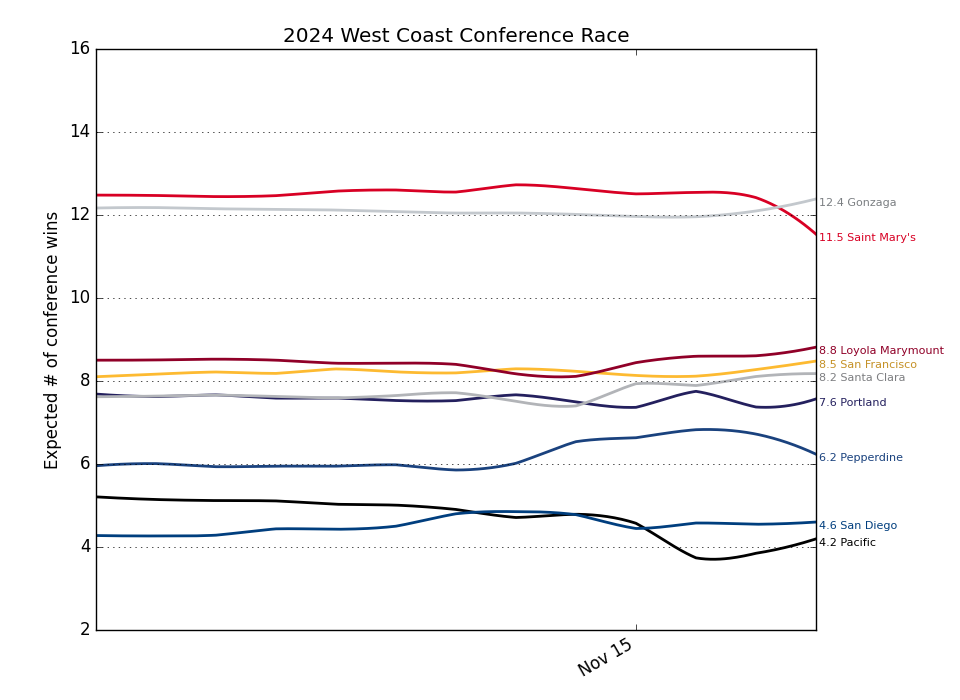 2024 West Coast Conference Race
Expected # of conference wins
16
14
12
10
8
6
4
2
12.4 Gonzaga
11.5 Saint Mary's
8.8 Loyola Marymount
8.5 San Francisco
8.2 Santa Clara
7.6 Portland
6.2 Pepperdine
4.6 San Diego
4.2 Pacific
Nov 15